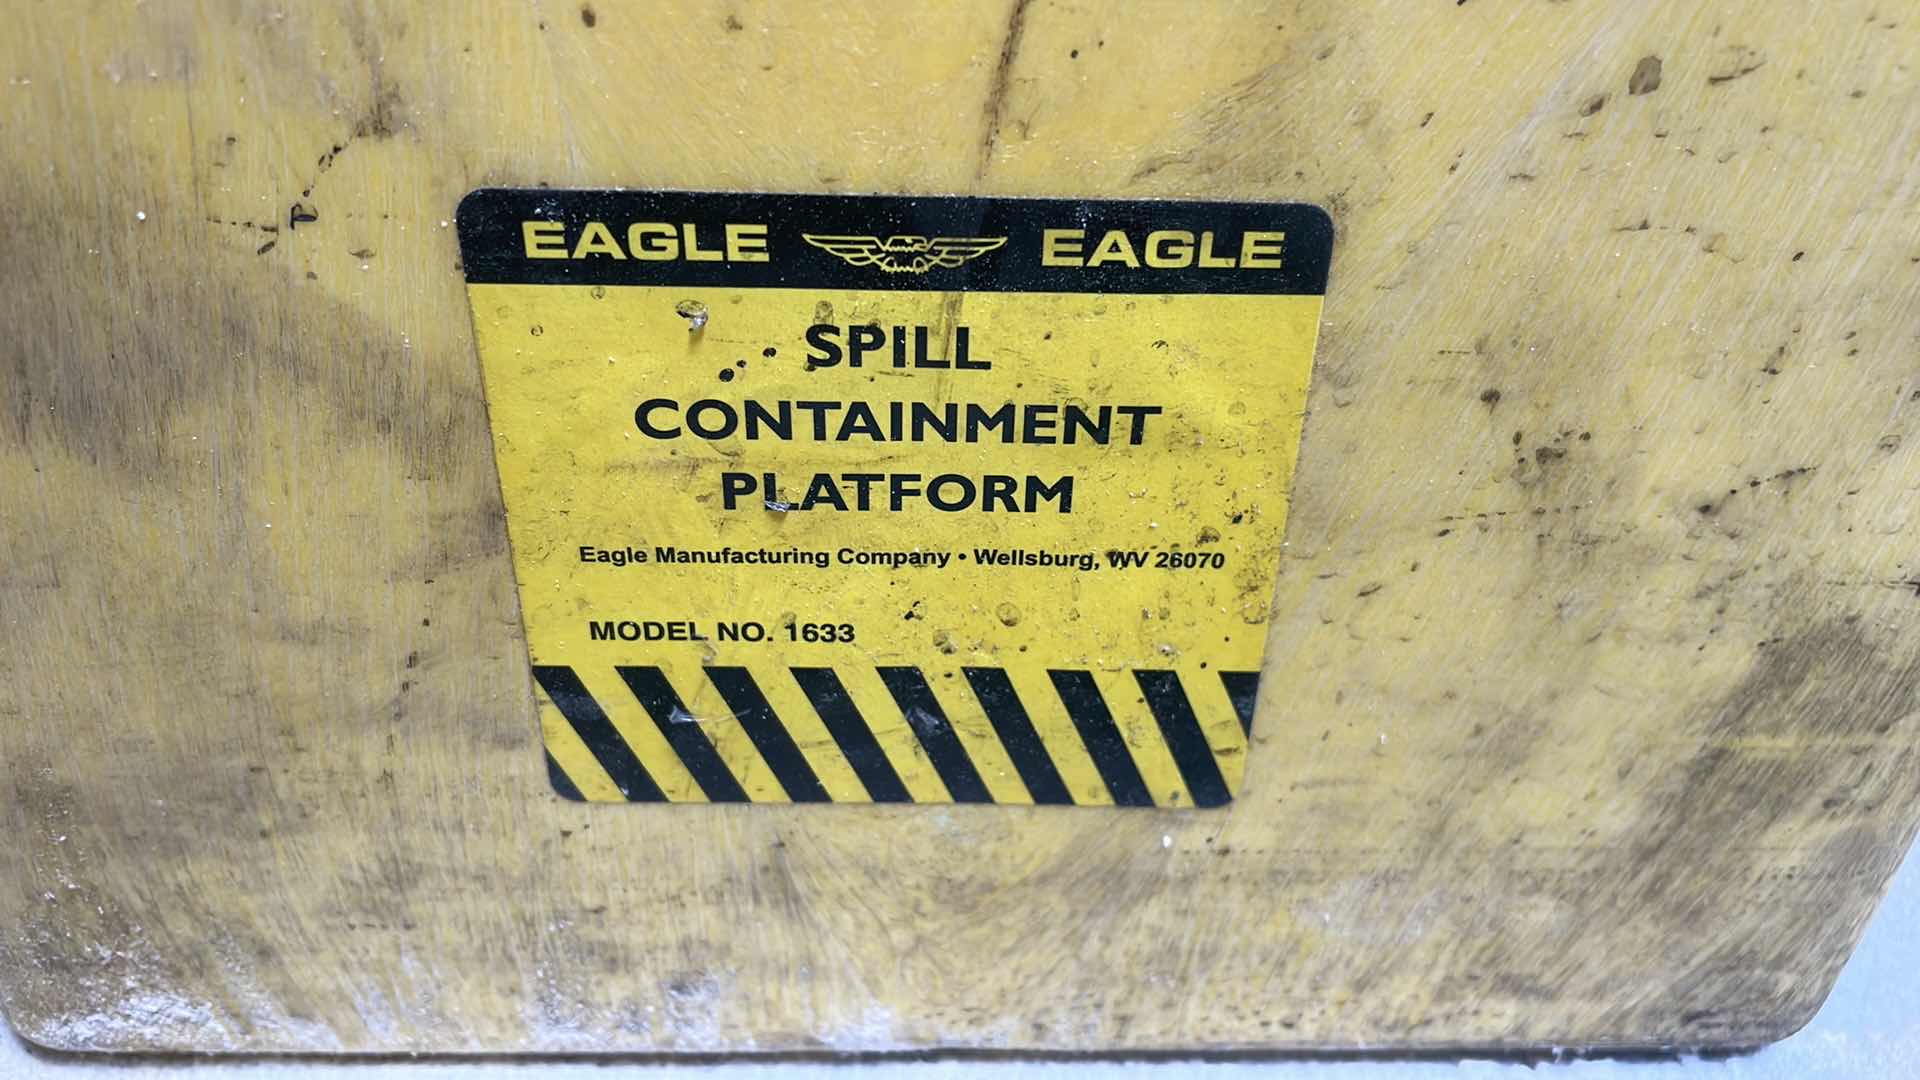 EAGLE EAGLE
SPILL
CONTAINMENT
PLATFORM
Eagle Manufacturing Company • Wellsburg, WV 26070
MODEL NO. 1633